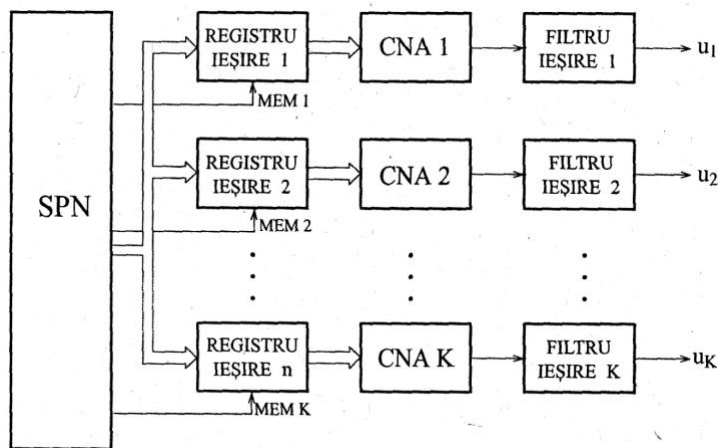 SPN
REGISTRU
IEȘIRE 1
CNA 1
FILTRU
IEȘIRE 1
u1
MEM 1
REGISTRU
IEȘIRE 2
CNA 2
FILTRU
IEȘIRE 2
u2
MEM 2
REGISTRU
IEȘIRE n
CNA K
FILTRU
IEȘIRE K
uK
MEM K